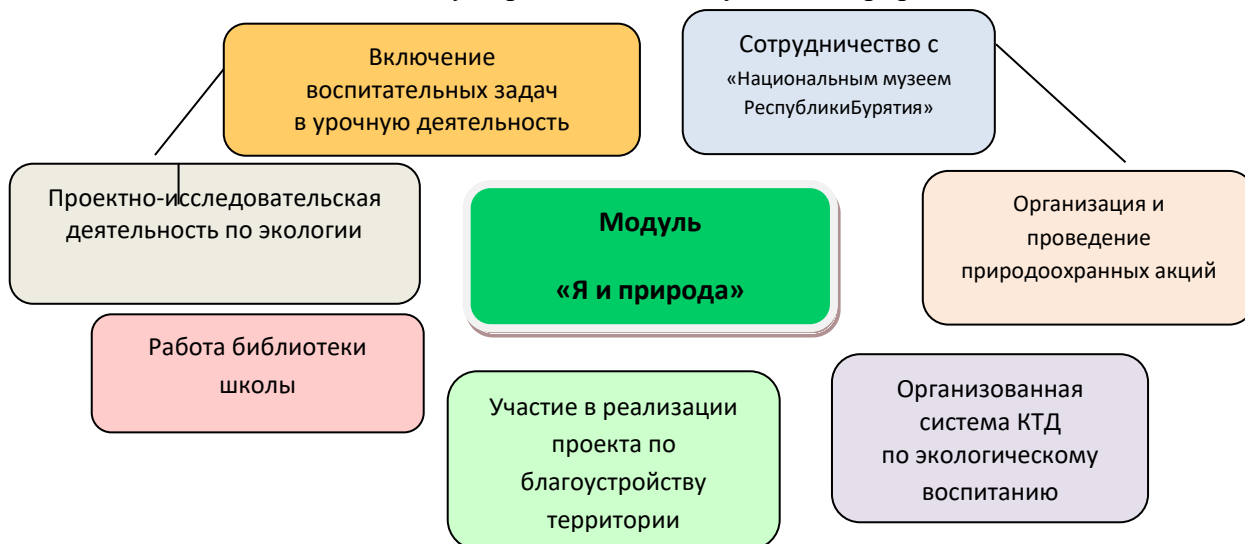 Включение
воспитательных задач
в урочную деятельность
Сотрудничество с
«Национальным музеем
РеспубликиБурятия»
Проектно-исследовательская
деятельность по экологии
Модуль
«Я и природа»
Организация и
проведение
природоохранных акций
Работа библиотеки
школы
Участие в реализации
проекта по
благоустройству
территории
Организованная
система КТД
по экологическому
воспитанию